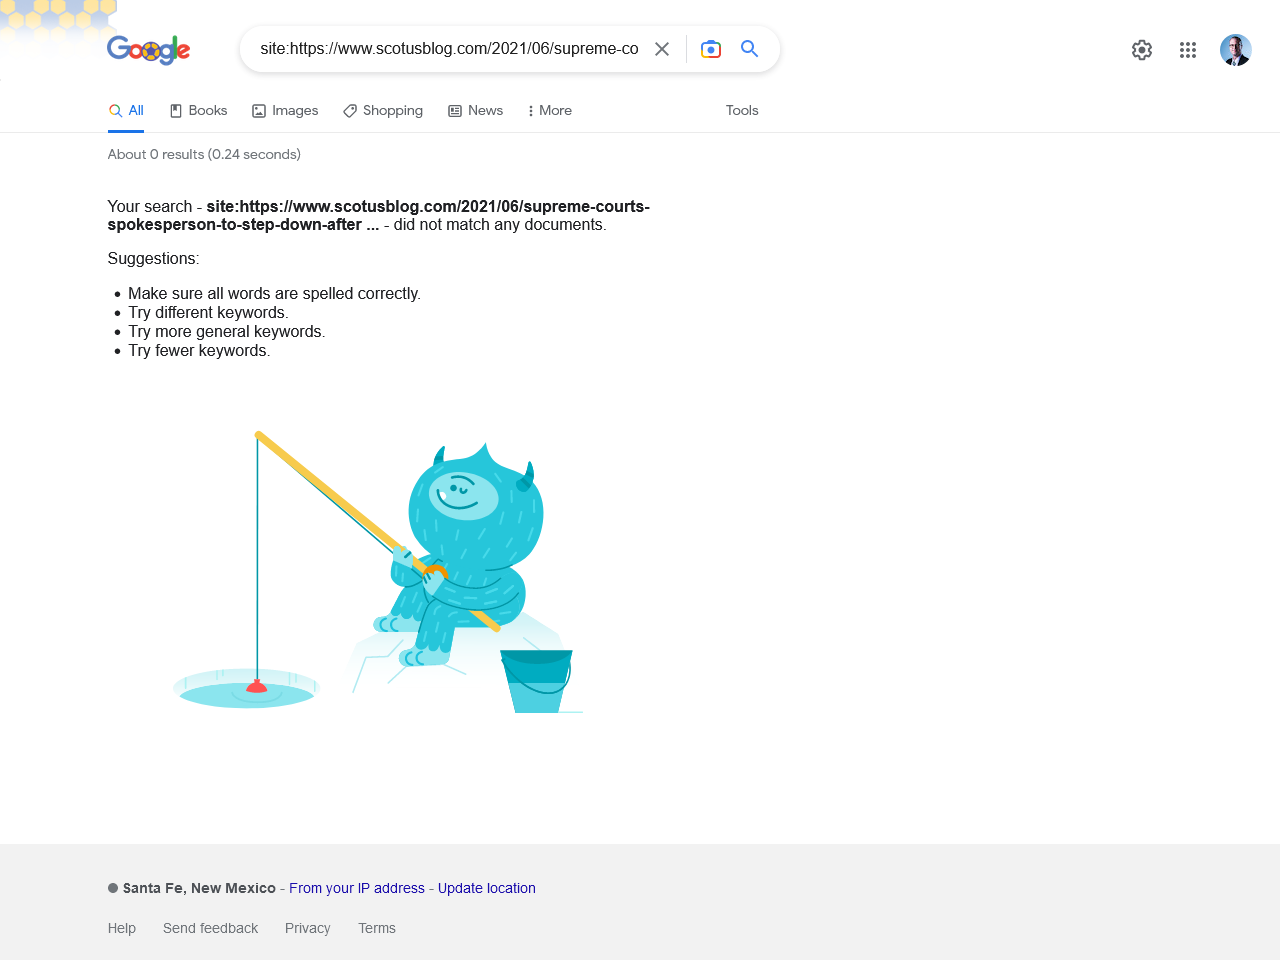 Google
site:https://www.scotusblog.com/2021/06/supreme-co
All
Books
Images
Shopping
News
More
Tools
About 0 results (0.24 seconds)
Your search - site:https://www.scotusblog.com/2021/06/supreme-courts-
spokesperson-to-step-down-after ... - did not match any documents.
Suggestions:
Make sure all words are spelled correctly.
Try different keywords.
Try more general keywords.
Try fewer keywords.
Santa Fe, New Mexico - From your IP address - Update location
Help
Send feedback
Privacy
Terms